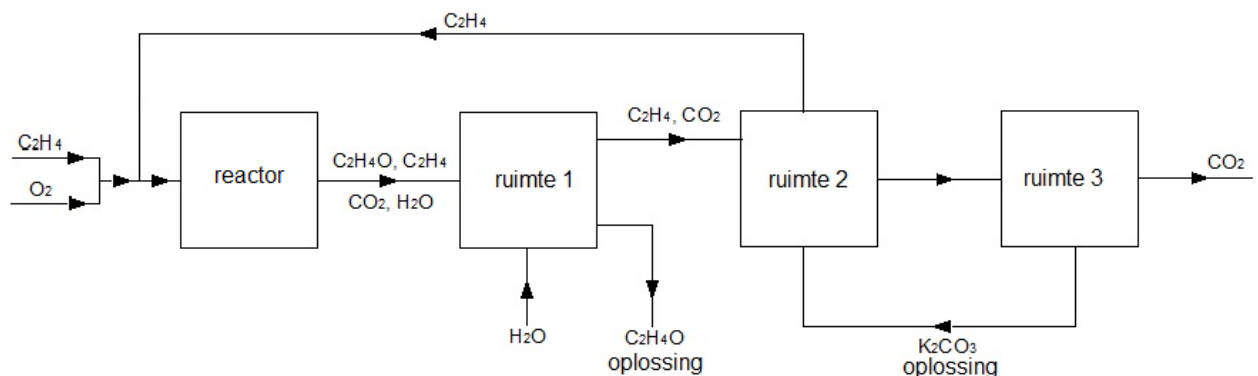 C2H4
C2H4
O2
reactor
C2H4O, C2H4
CO2, H2O
ruimte 1
C2H4, CO2
ruimte 2
ruimte 3
CO2
H2O
C2H4O
oplossing
K2CO3
oplossing